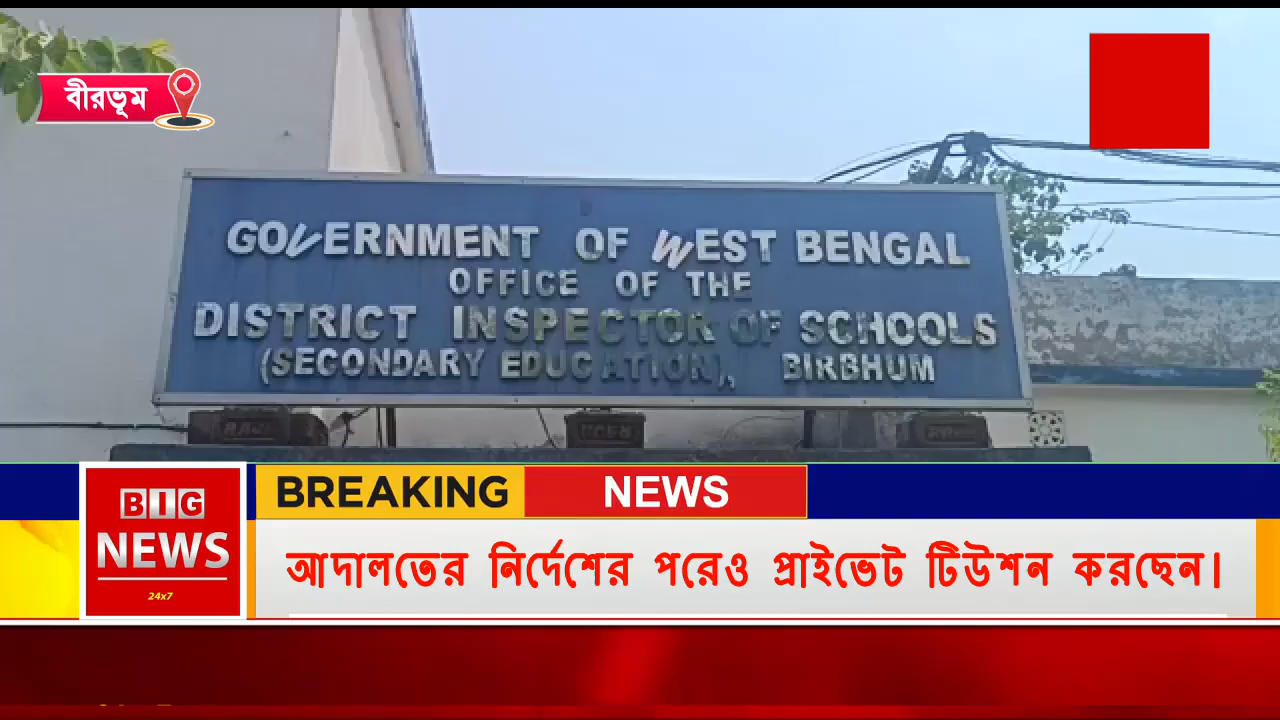 বীরভূম
GOVERNMENT OF WEST BENGAL
OFFICE OF THE
DISTRICT INSPECTOR OF SCHOOLS
(SECONDARY EDUCATION), BIRBHUM
BREAKING NEWS
BIG
NEWS
24x7
আদালতের নির্দেশের পরেও প্রাইভেট টিউশন করছেন।